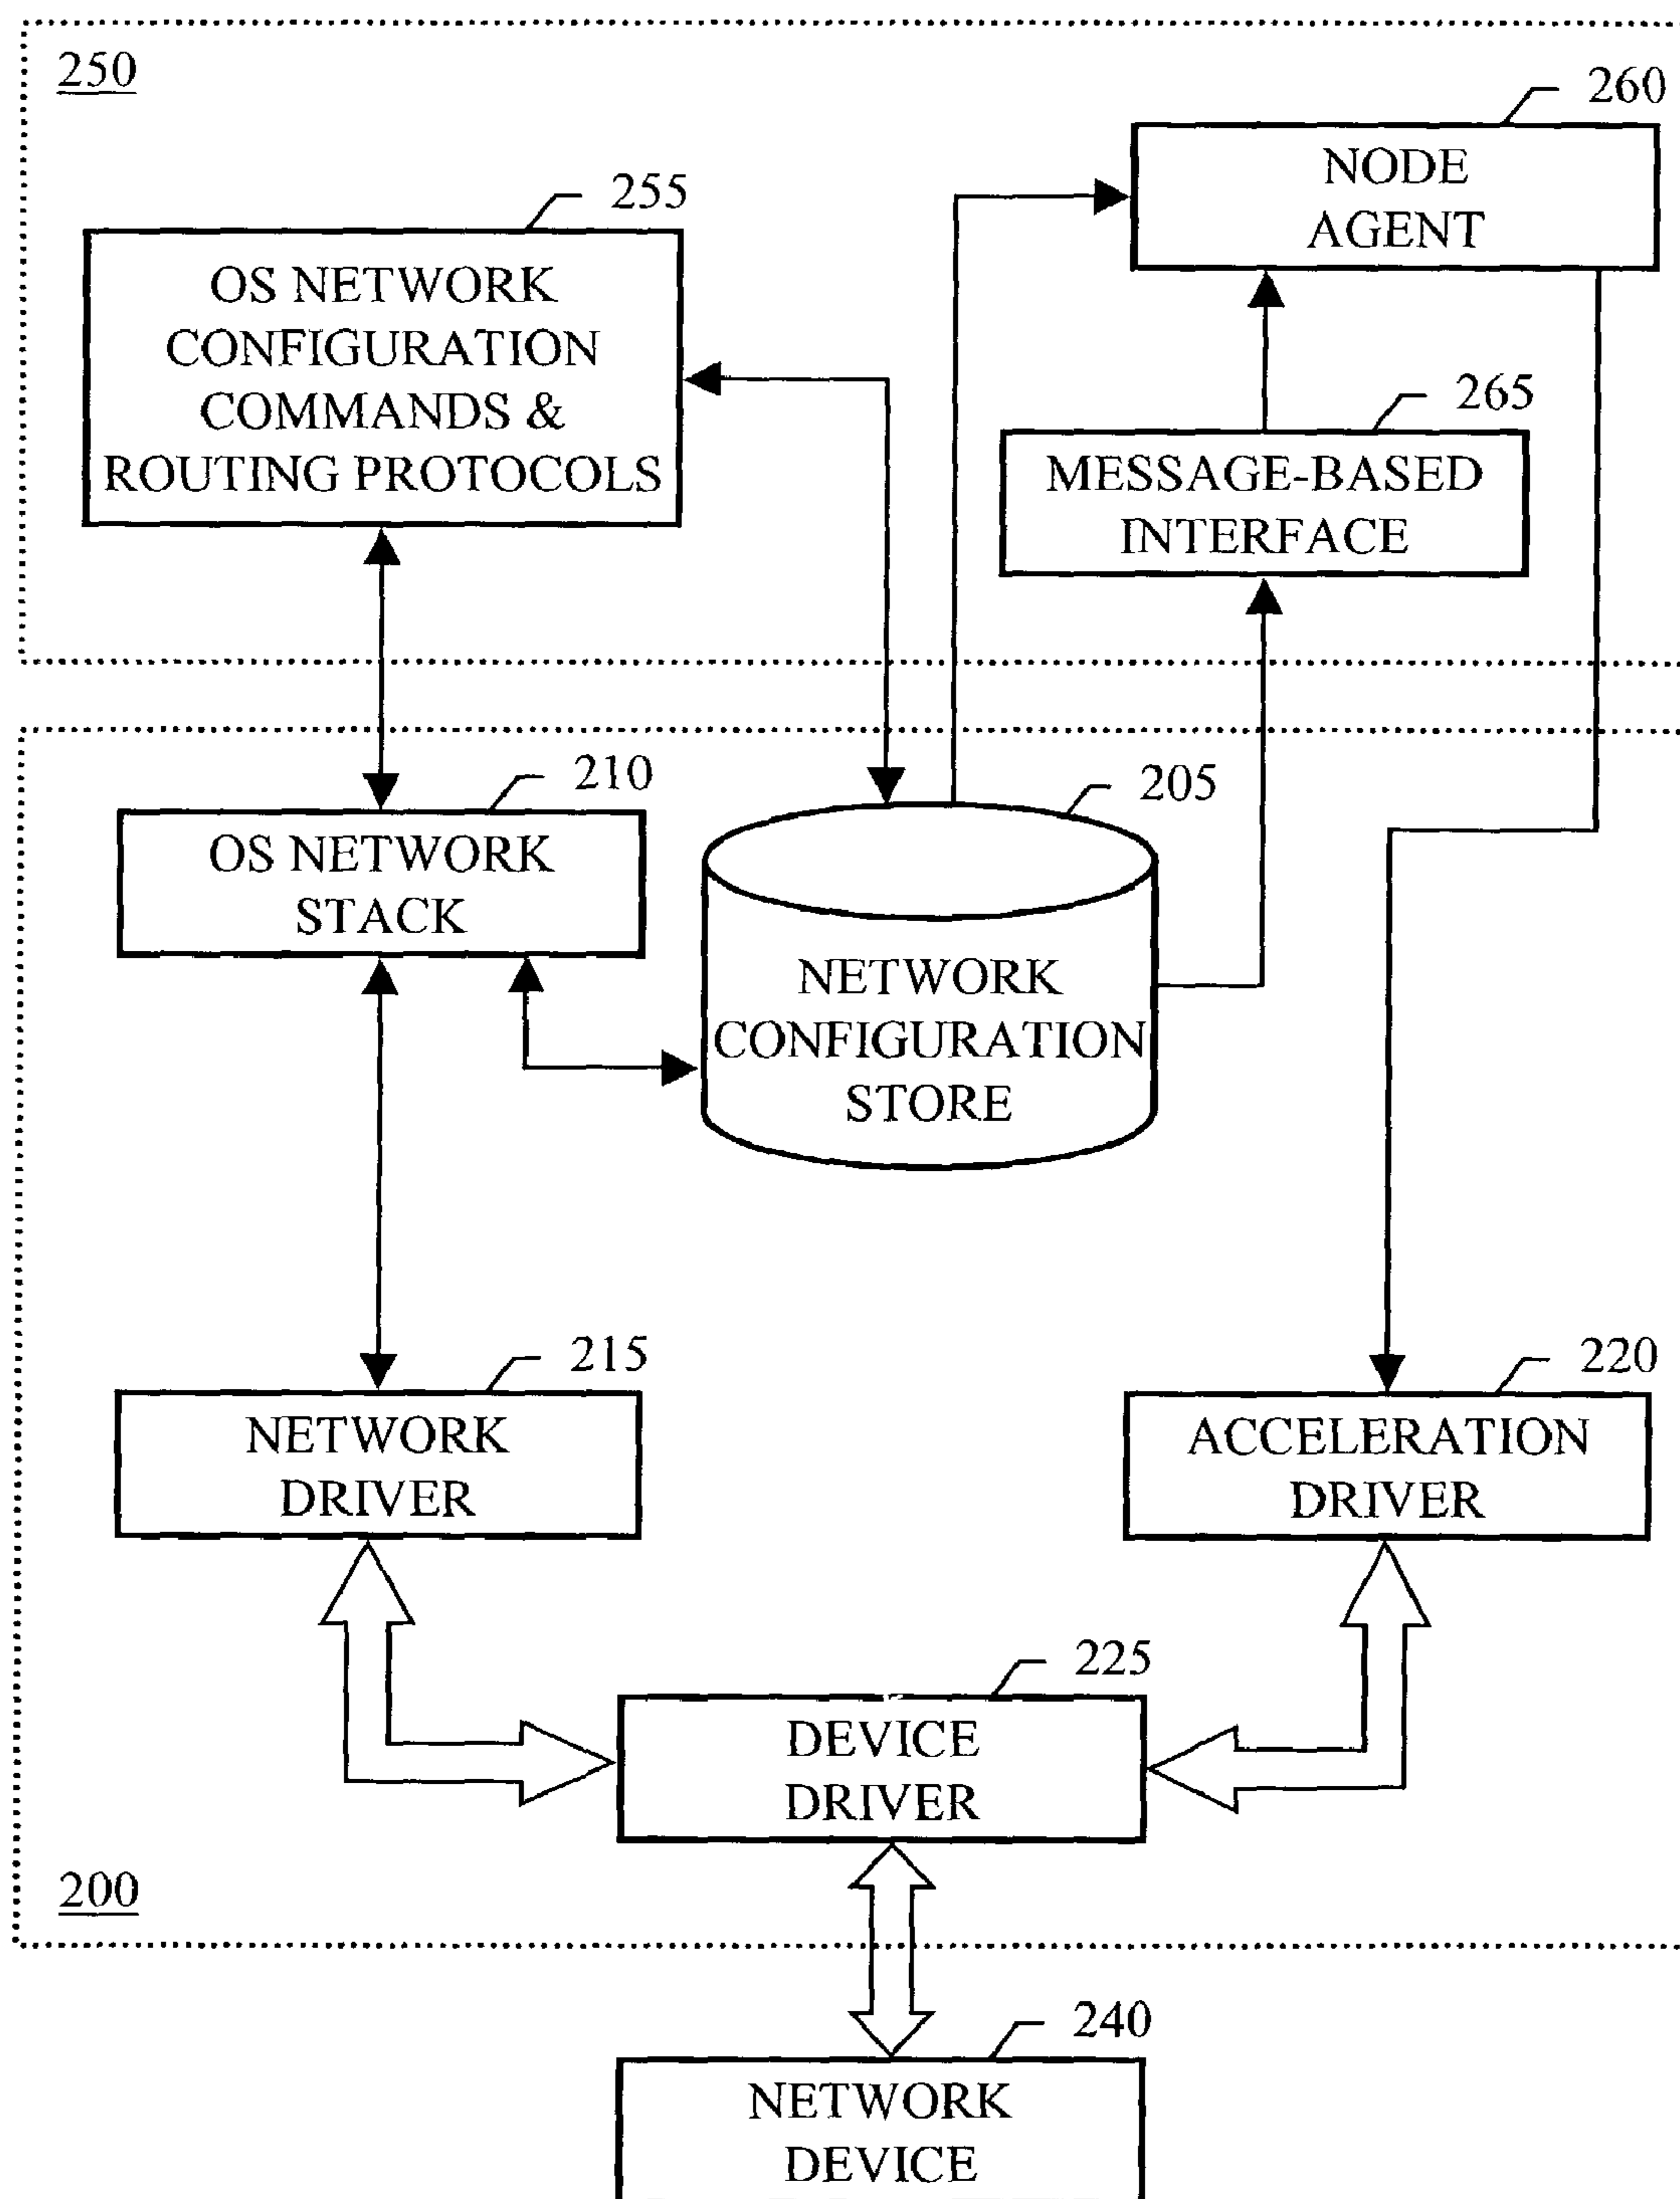 250
260
NODE
AGENT
255
OS NETWORK
CONFIGURATION
COMMANDS &
ROUTING PROTOCOLS
265
MESSAGE-BASED
INTERFACE
210
OS NETWORK
STACK
205
NETWORK
CONFIGURATION
STORE
215
NETWORK
DRIVER
220
ACCELERATION
DRIVER
225
DEVICE
DRIVER
200
240
NETWORK
DEVICE